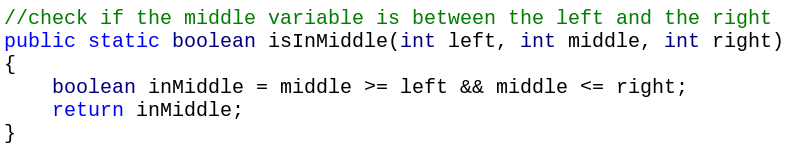 //check if the middle variable is between the left and the right
public static boolean isInMiddle(int left, int middle, int right)
{
    boolean inMiddle = middle >= left && middle <= right;
    return inMiddle;
}